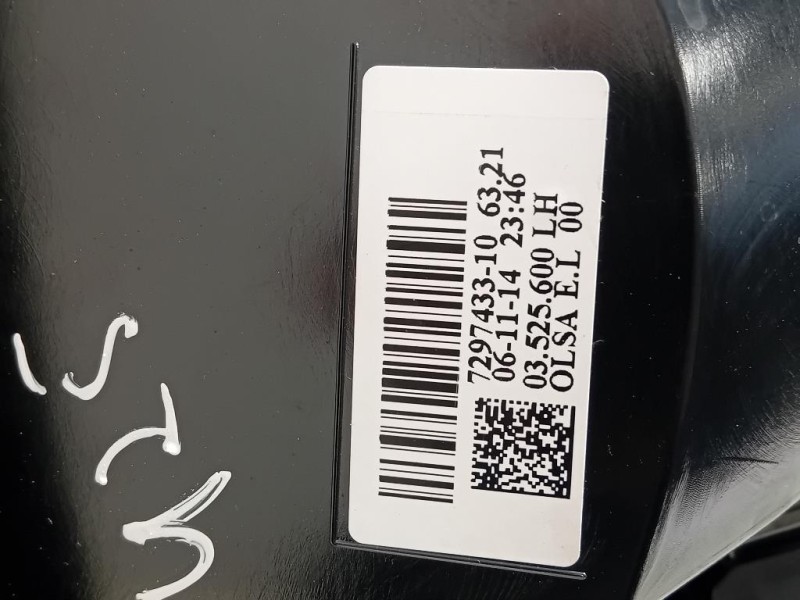 7297433-10 63.21
06-11-14 23:46
03.525.600 LH
OLSA E.L 00